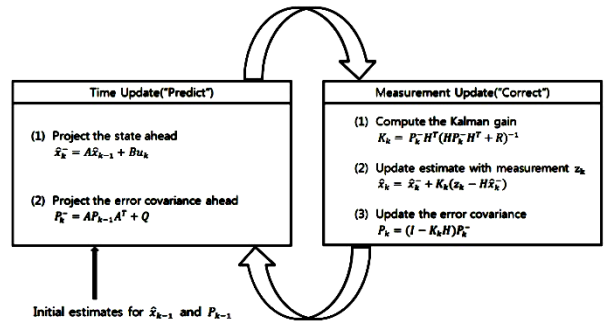 Time Update("Predict")
(1) Project the state ahead
x̂ₖ⁻ = Ax̂ₖ₋₁ + Buₖ
(2) Project the error covariance ahead
Pₖ⁻ = APₖ₋₁Aᵀ + Q
Initial estimates for x̂ₖ₋₁ and Pₖ₋₁
Measurement Update("Correct")
(1) Compute the Kalman gain
Kₖ = Pₖ⁻Hᵀ(HPₖ⁻Hᵀ + R)⁻¹
(2) Update estimate with measurement zₖ
x̂ₖ = x̂ₖ⁻ + Kₖ(zₖ − Hx̂ₖ⁻)
(3) Update the error covariance
Pₖ = (I − KₖH)Pₖ⁻